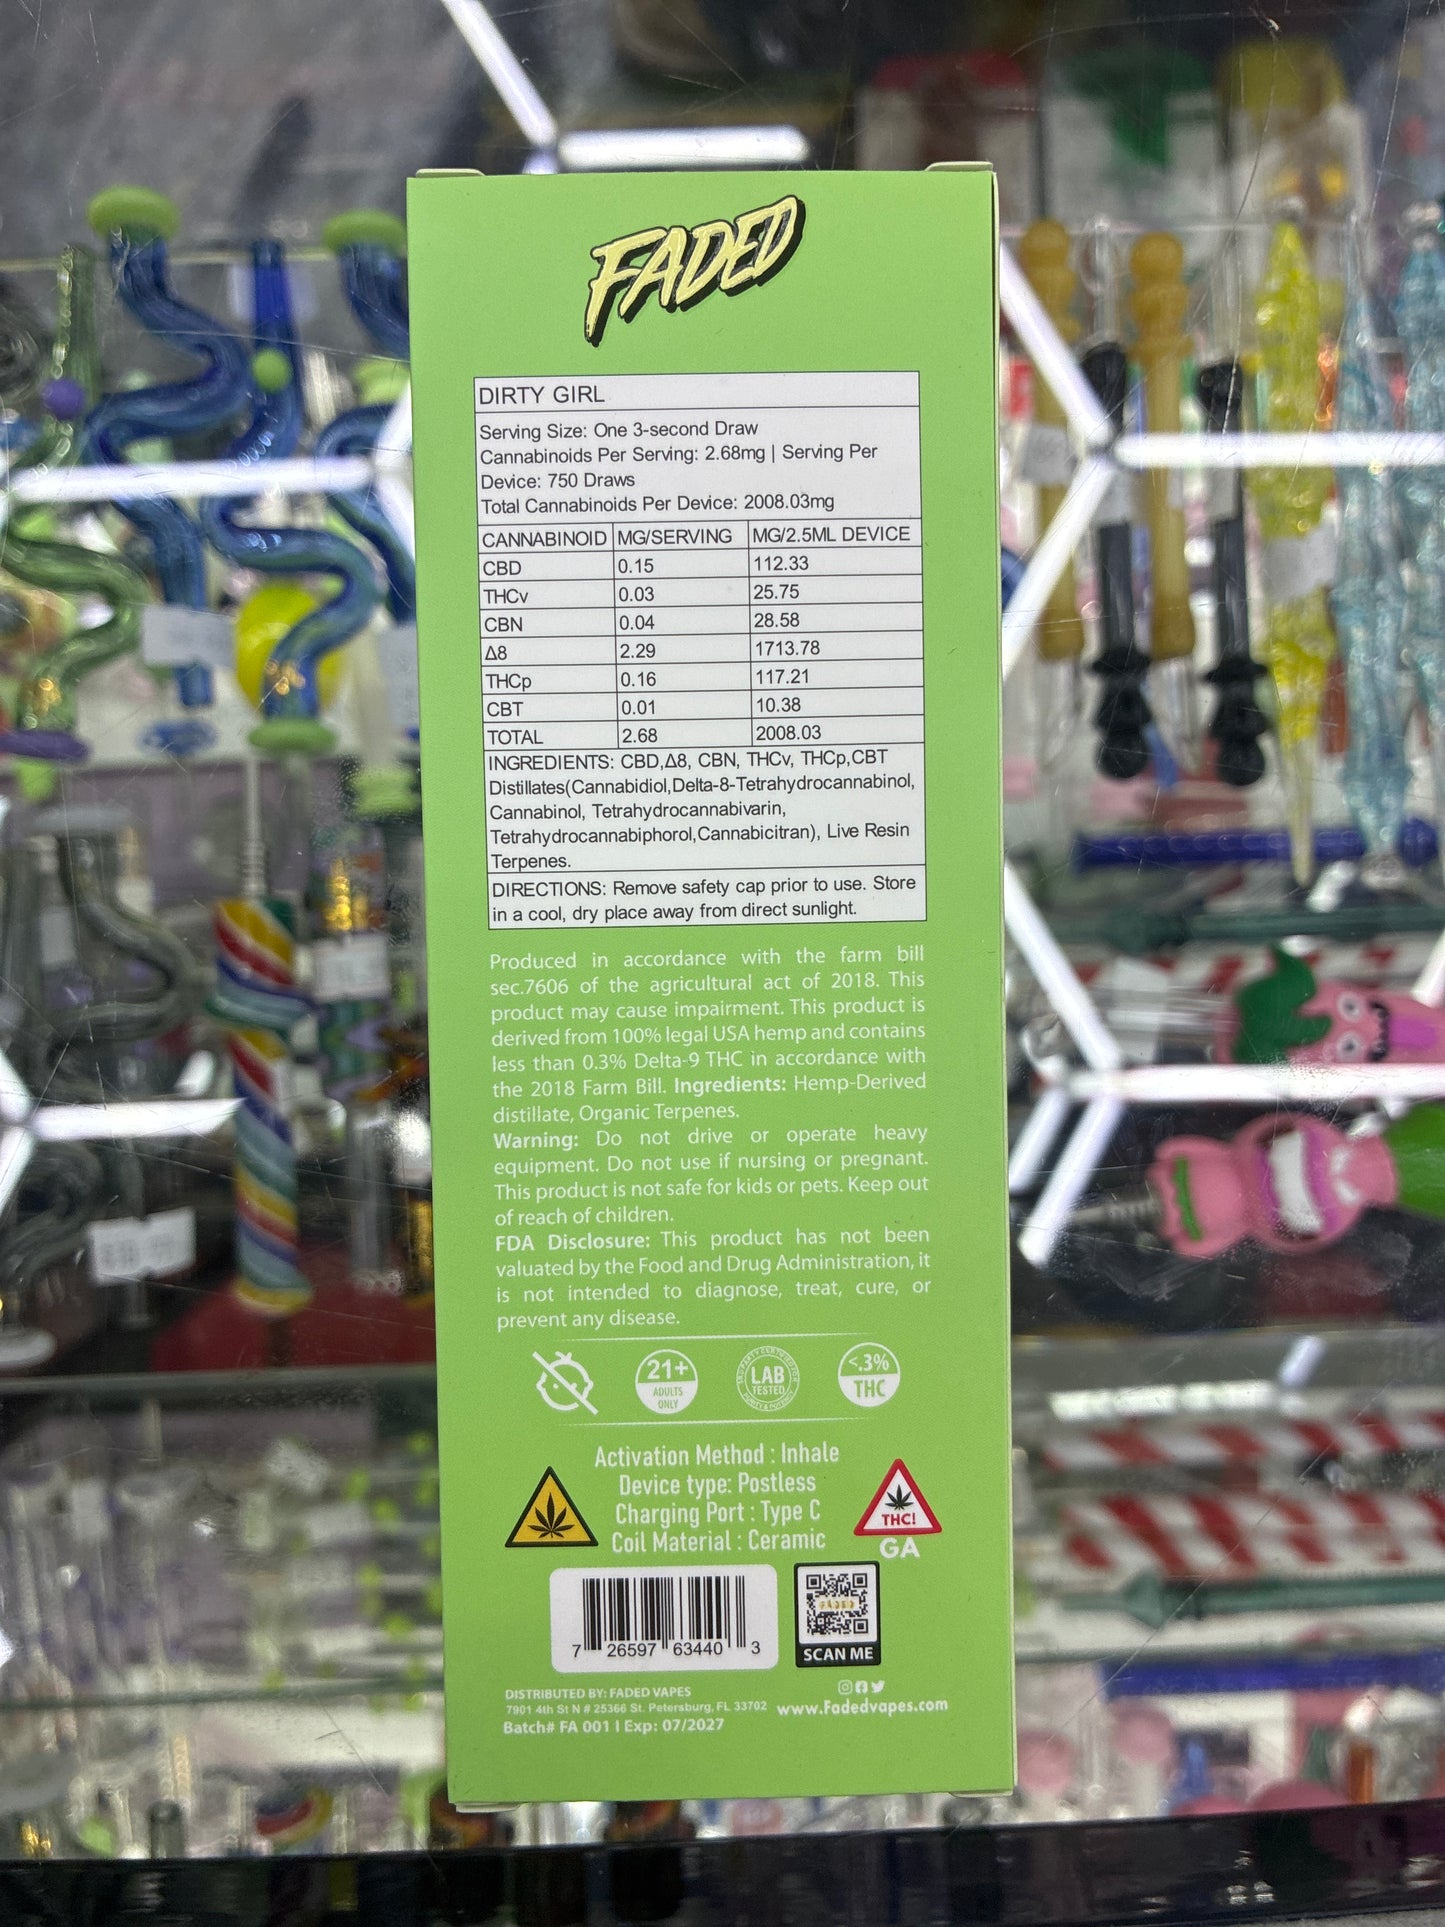 FADED
DIRTY GIRL
Serving Size: One 3-second Draw
Cannabinoids Per Serving: 2.68mg | Serving Per
Device: 750 Draws
Total Cannabinoids Per Device: 2008.03mg
CANNABINOID MG/SERVING MG/2.5ML DEVICE
CBD 0.15 112.33
THCv 0.03 25.75
CBN 0.04 28.58
Δ8 2.29 1713.78
THCp 0.16 117.21
CBT 0.01 10.38
TOTAL 2.68 2008.03
INGREDIENTS: CBD,Δ8, CBN, THCv, THCp,CBT
Distillates(Cannabidiol,Delta-8-Tetrahydrocannabinol,
Cannabinol, Tetrahydrocannabivarin,
Tetrahydrocannabiphorol,Cannabicitran), Live Resin
Terpenes.
DIRECTIONS: Remove safety cap prior to use. Store
in a cool, dry place away from direct sunlight.
Produced in accordance with the farm bill
sec.7606 of the agricultural act of 2018. This
product may cause impairment. This product is
derived from 100% legal USA hemp and contains
less than 0.3% Delta-9 THC in accordance with
the 2018 Farm Bill. Ingredients: Hemp-Derived
distillate, Organic Terpenes.
Warning: Do not drive or operate heavy
equipment. Do not use if nursing or pregnant.
This product is not safe for kids or pets. Keep out
of reach of children.
FDA Disclosure: This product has not been
valuated by the Food and Drug Administration, it
is not intended to diagnose, treat, cure, or
prevent any disease.
21+ ADULTS ONLY
LAB TESTED
<.3% THC
Activation Method : Inhale
Device type: Postless
Charging Port : Type C
Coil Material : Ceramic
THC!
GA
7 26597 63440 3
FADED
SCAN ME
DISTRIBUTED BY: FADED VAPES
7901 4th St N # 25366 St. Petersburg, FL 33702
www.Fadedvapes.com
Batch# FA 001 I Exp: 07/2027